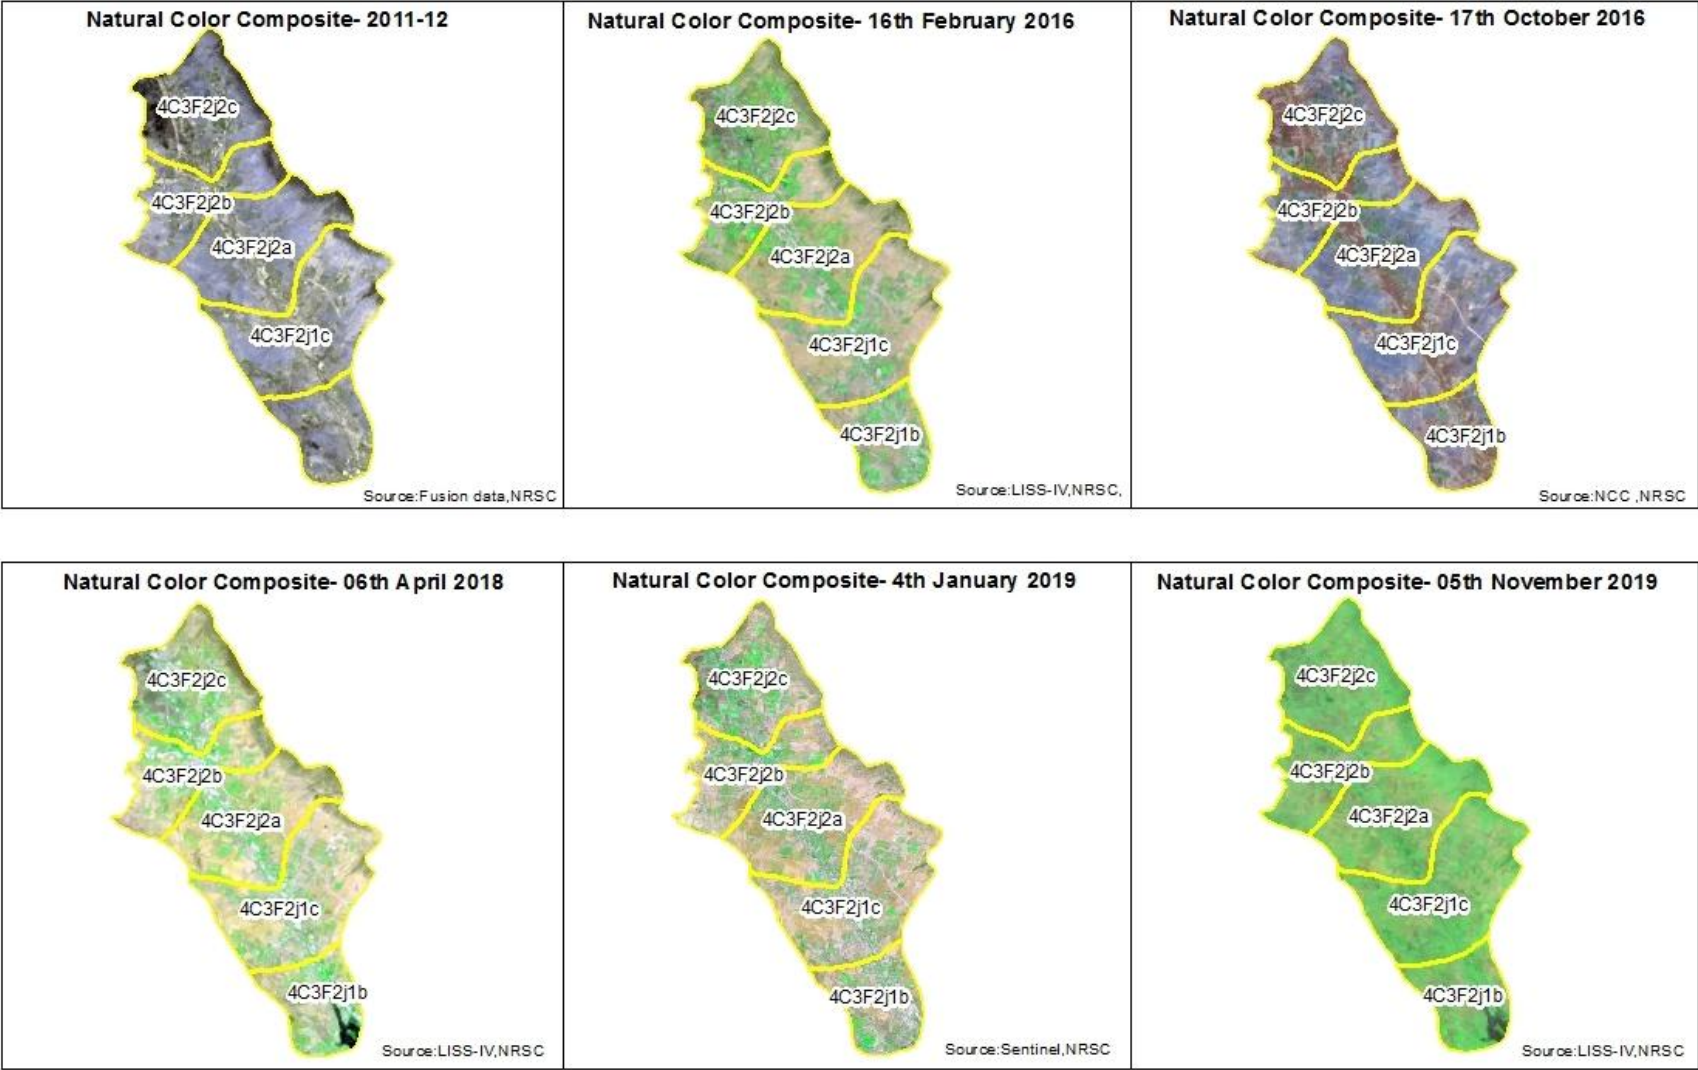 Natural Color Composite- 2011-12
4C3F2j2c
4C3F2j2b
4C3F2j2a
4C3F2j1c
Source:Fusion data,NRSC
Natural Color Composite- 16th February 2016
4C3F2j2c
4C3F2j2b
4C3F2j2a
4C3F2j1c
4C3F2j1b
Source:LISS-IV,NRSC,
Natural Color Composite- 17th October 2016
4C3F2j2c
4C3F2j2b
4C3F2j2a
4C3F2j1c
4C3F2j1b
Source:NCC ,NRSC
Natural Color Composite- 06th April 2018
4C3F2j2c
4C3F2j2b
4C3F2j2a
4C3F2j1c
4C3F2j1b
Source:LISS-IV,NRSC
Natural Color Composite- 4th January 2019
4C3F2j2c
4C3F2j2b
4C3F2j2a
4C3F2j1c
4C3F2j1b
Source:Sentinel,NRSC
Natural Color Composite- 05th November 2019
4C3F2j2c
4C3F2j2b
4C3F2j2a
4C3F2j1c
4C3F2j1b
Source:LISS-IV,NRSC